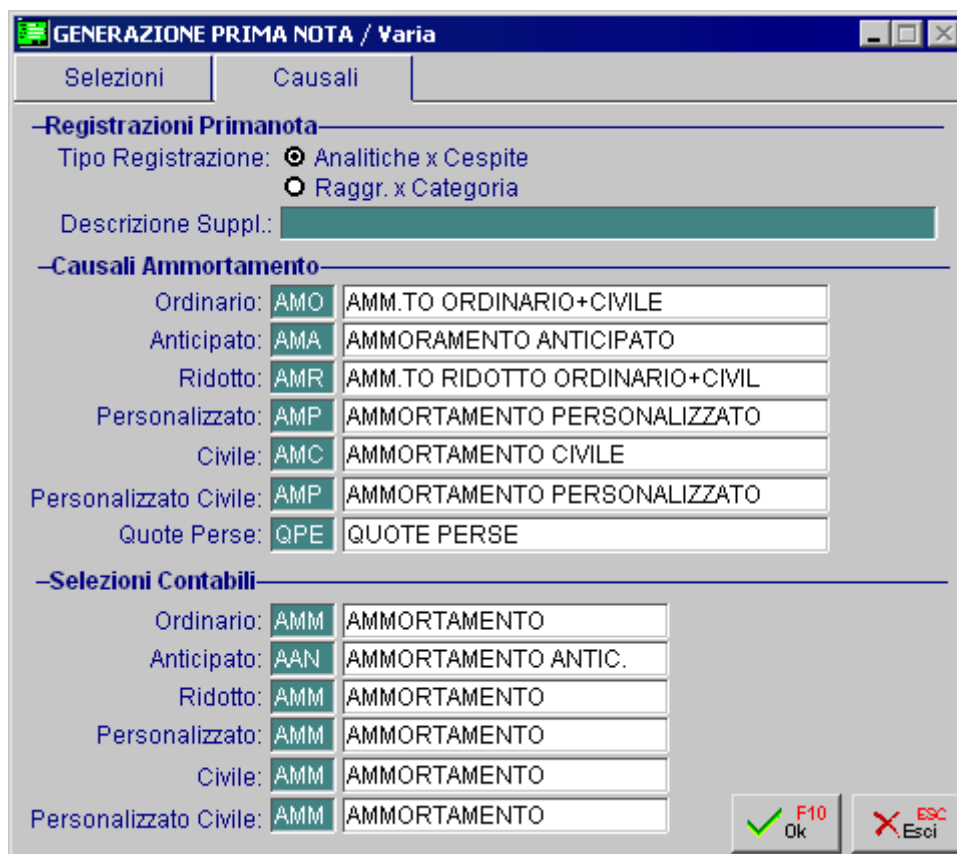 GENERAZIONE PRIMA NOTA / Varia
Selezioni Causali
Registrazioni Primanota
Tipo Registrazione: Analitiche x Cespite
Raggr. x Categoria
Descrizione Suppl.:
Causali Ammortamento
Ordinario: AMO AMM.TO ORDINARIO+CIVILE
Anticipato: AMA AMMORAMENTO ANTICIPATO
Ridotto: AMR AMM.TO RIDOTTO ORDINARIO+CIVIL
Personalizzato: AMP AMMORTAMENTO PERSONALIZZATO
Civile: AMC AMMORTAMENTO CIVILE
Personalizzato Civile: AMP AMMORTAMENTO PERSONALIZZATO
Quote Perse: QPE QUOTE PERSE
Selezioni Contabili
Ordinario: AMM AMMORTAMENTO
Anticipato: AAN AMMORTAMENTO ANTIC.
Ridotto: AMM AMMORTAMENTO
Personalizzato: AMM AMMORTAMENTO
Civile: AMM AMMORTAMENTO
Personalizzato Civile: AMM AMMORTAMENTO
F10 Ok ESC Esci